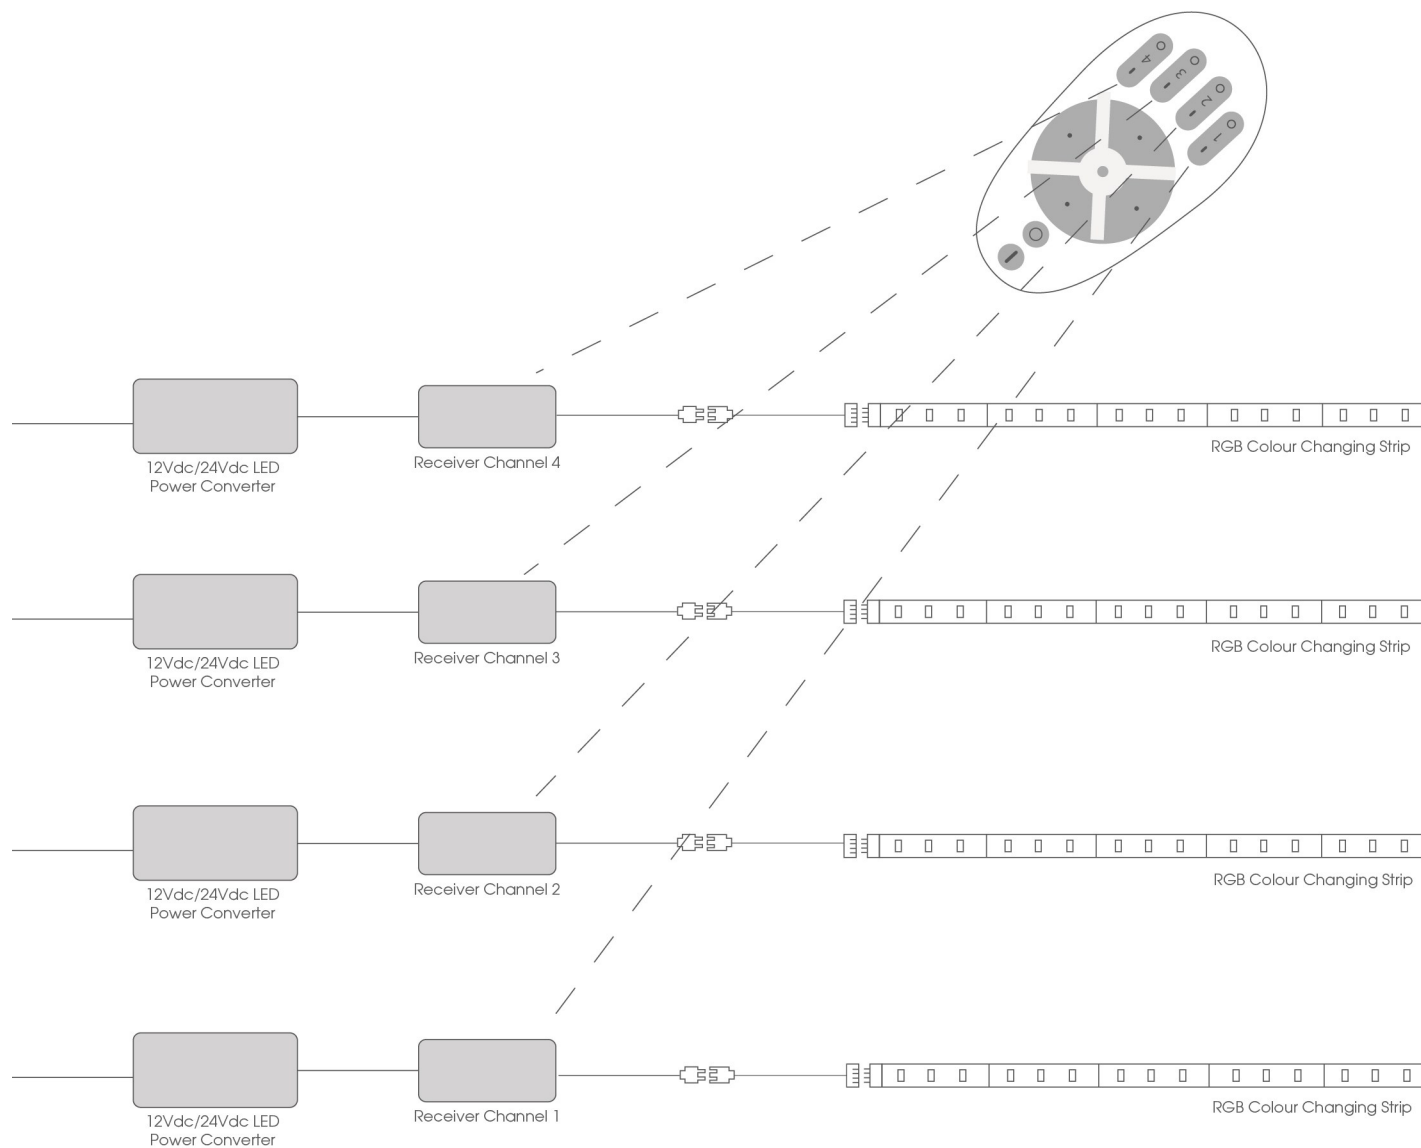 4
3
2
1
12Vdc/24Vdc LED
Power Converter
Receiver Channel 4
RGB Colour Changing Strip
12Vdc/24Vdc LED
Power Converter
Receiver Channel 3
RGB Colour Changing Strip
12Vdc/24Vdc LED
Power Converter
Receiver Channel 2
RGB Colour Changing Strip
12Vdc/24Vdc LED
Power Converter
Receiver Channel 1
RGB Colour Changing Strip